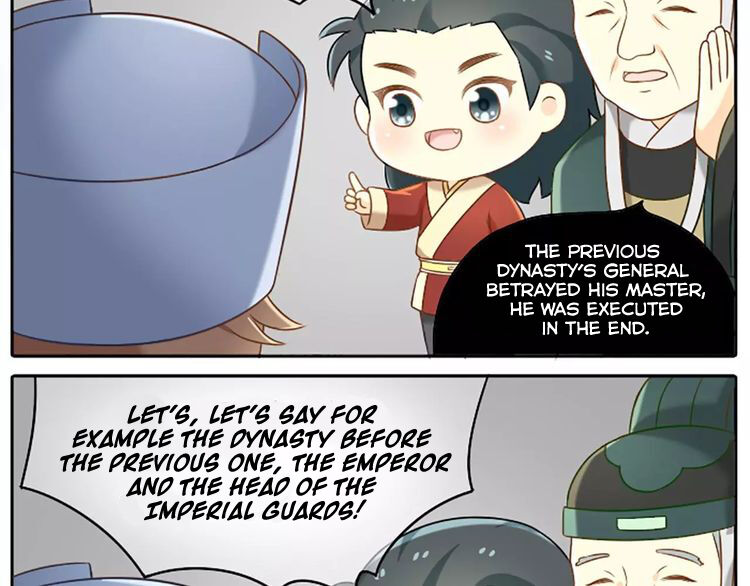 THE PREVIOUS
DYNASTY'S GENERAL
BETRAYED HIS MASTER,
HE WAS EXECUTED
IN THE END.
LET'S, LET'S SAY FOR
EXAMPLE THE DYNASTY BEFORE
THE PREVIOUS ONE, THE EMPEROR
AND THE HEAD OF THE
IMPERIAL GUARDS!